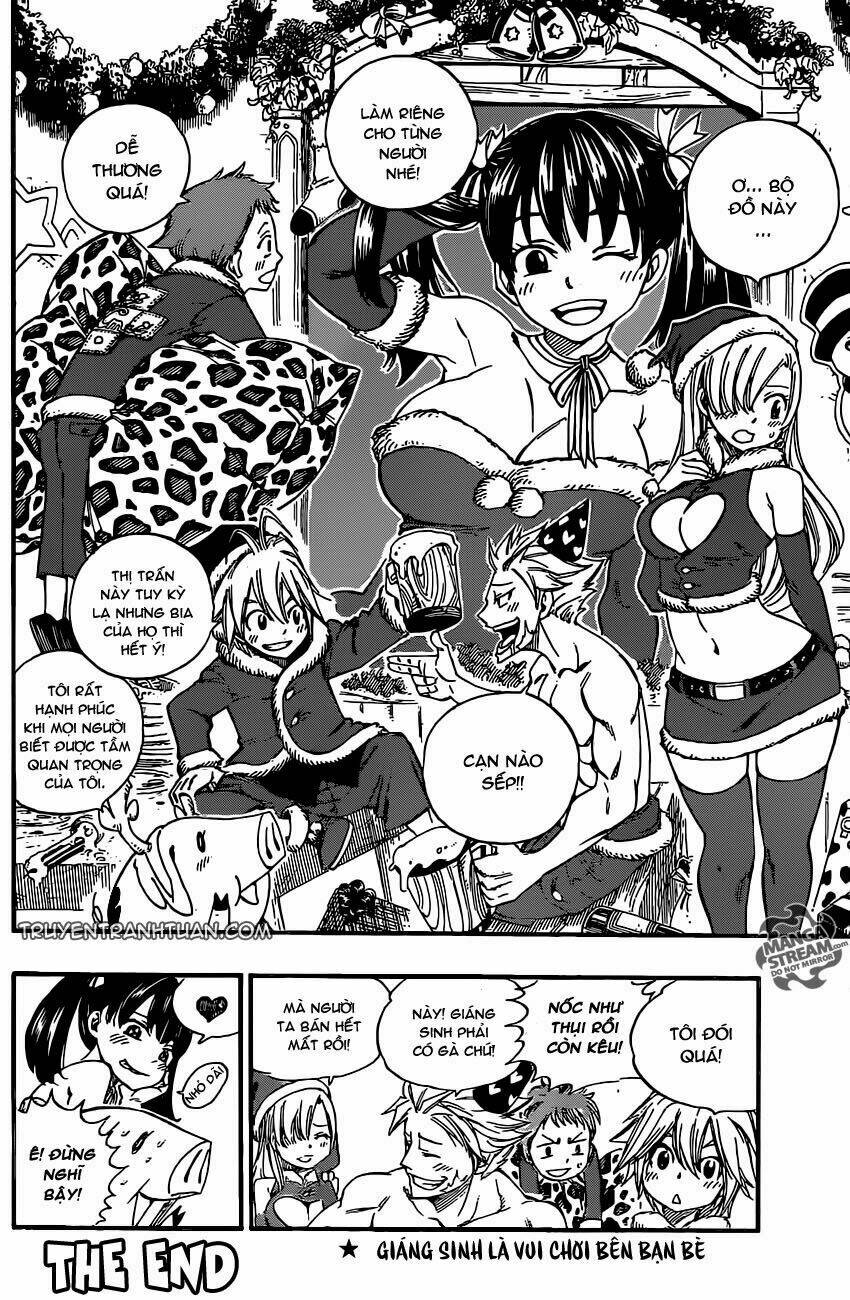 DỄ
THƯƠNG
QUÁ!
LÀM RIÊNG
CHO TỪNG
NGƯỜI
NHÉ!
Ơ... BỘ
ĐỒ NÀY
...
THỊ TRẤN
NÀY TUY KỲ
LẠ NHƯNG BIA
CỦA HỌ THÌ
HẾT Ý!
TÔI RẤT
HẠNH PHÚC
KHI MỌI NGƯỜI
BIẾT ĐƯỢC TẦM
QUAN TRỌNG
CỦA TÔI.
CẠN NÀO
SẾP!!
TRUYENTRANHTUAN.COM
MANGA
STREAM.com
DO NOT MIRROR
NHỎ DÃI
Ê! ĐỪNG
NGHĨ
BẬY!
MÀ NGƯỜI
TA BÁN HẾT
MẤT RỒI!
NÀY! GIÁNG
SINH PHẢI
CÓ GÀ CHỨ!
NỐC NHƯ
THỤI RỒI
CÒN KÊU!
TÔI ĐÓI
QUÁ!
THE END
★ GIÁNG SINH LÀ VUI CHƠI BÊN BẠN BÈ